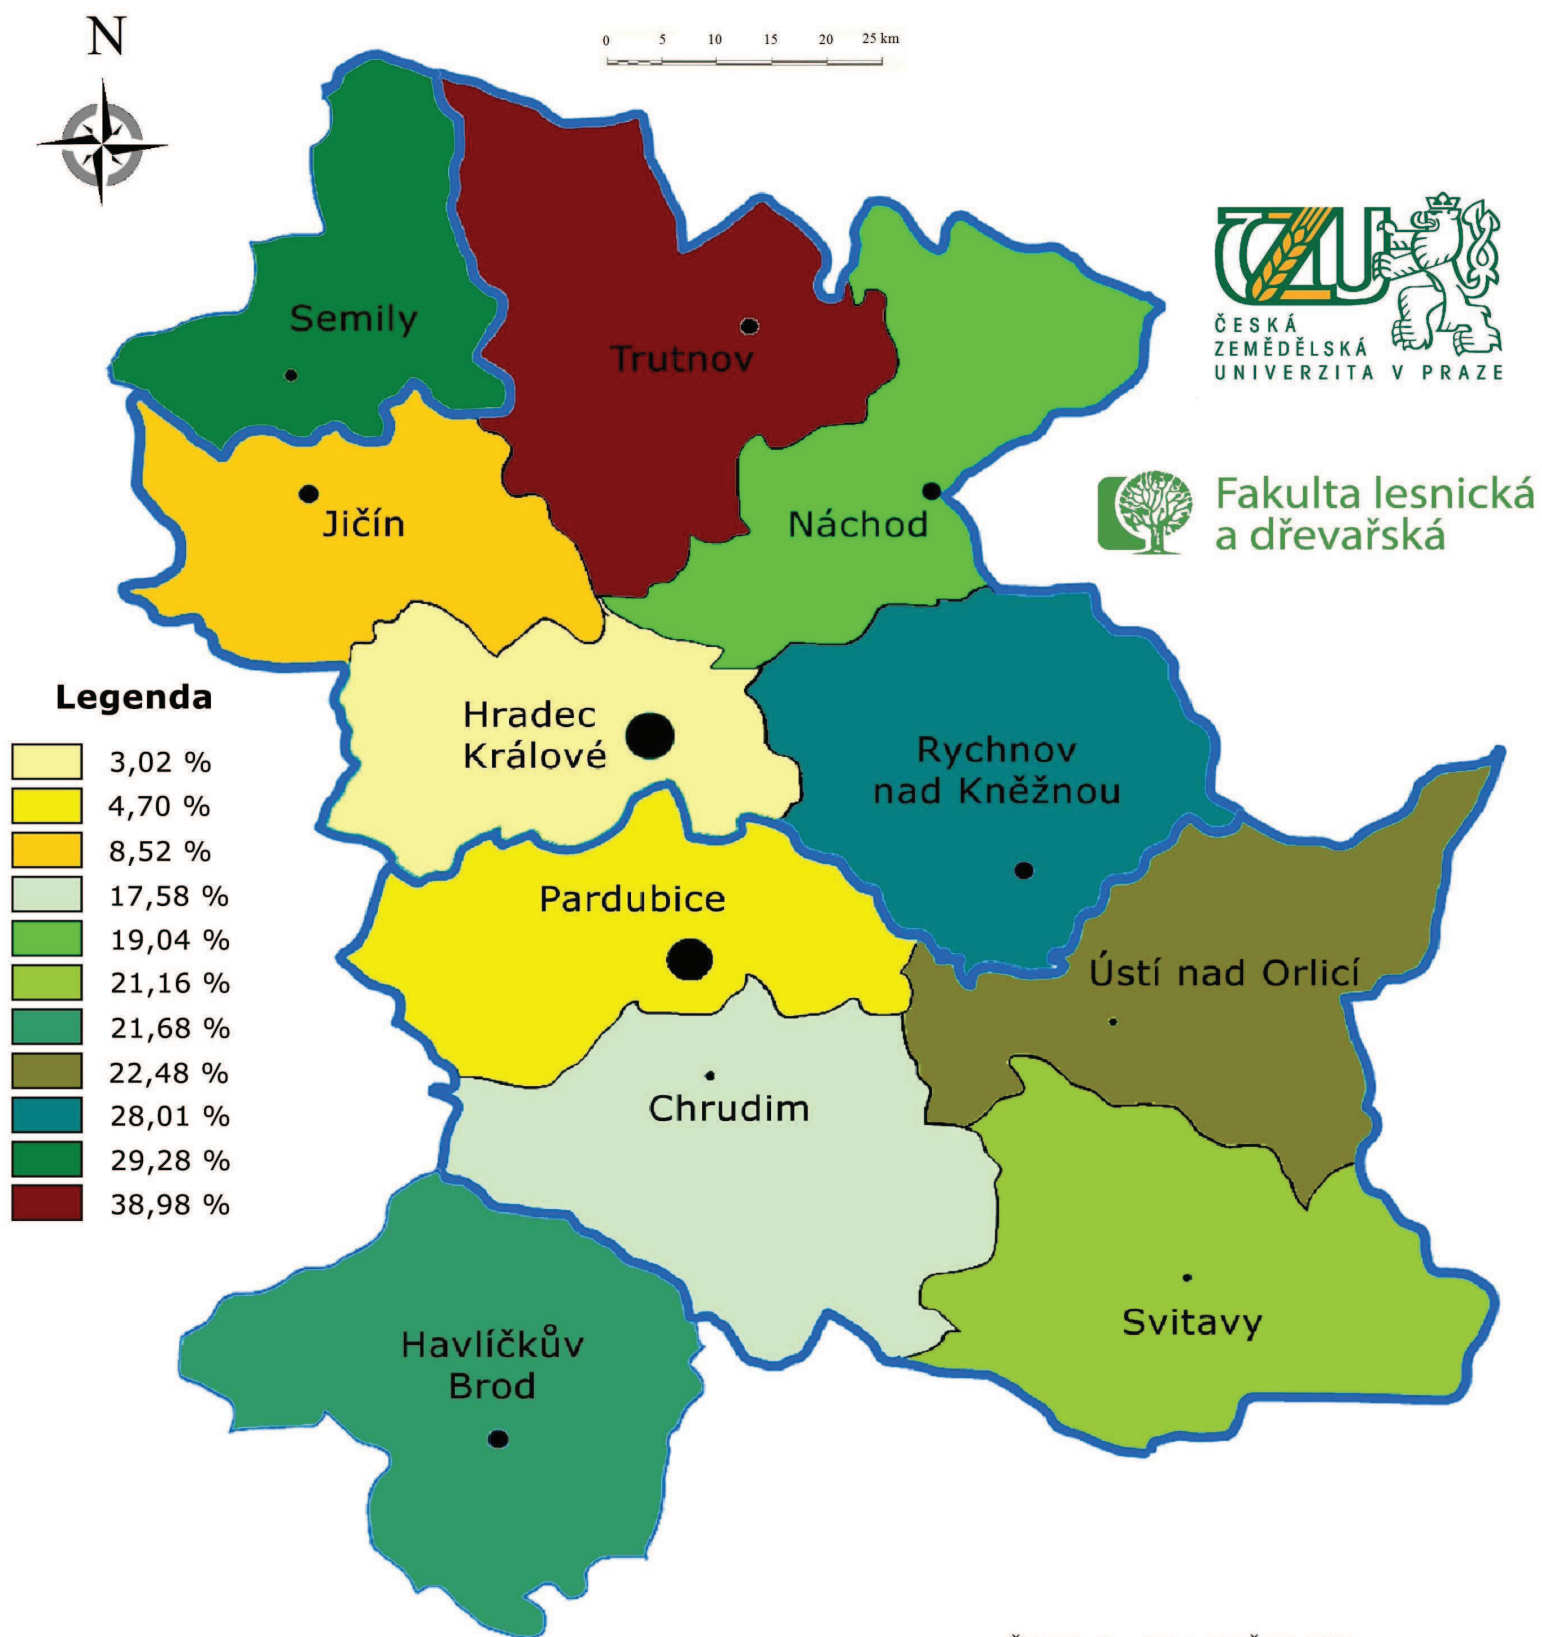 N
0 5 10 15 20 25 km
Semily
Trutnov
ČESKÁ
ZEMĚDĚLSKÁ
UNIVERZITA V PRAZE
Jičín
Náchod
Fakulta lesnická
a dřevařská
Legenda
3,02 %
4,70 %
8,52 %
17,58 %
19,04 %
21,16 %
21,68 %
22,48 %
28,01 %
29,28 %
38,98 %
Hradec
Králové
Rychnov
nad Kněžnou
Pardubice
Ústí nad Orlicí
Chrudim
Svitavy
Havlíčkův
Brod